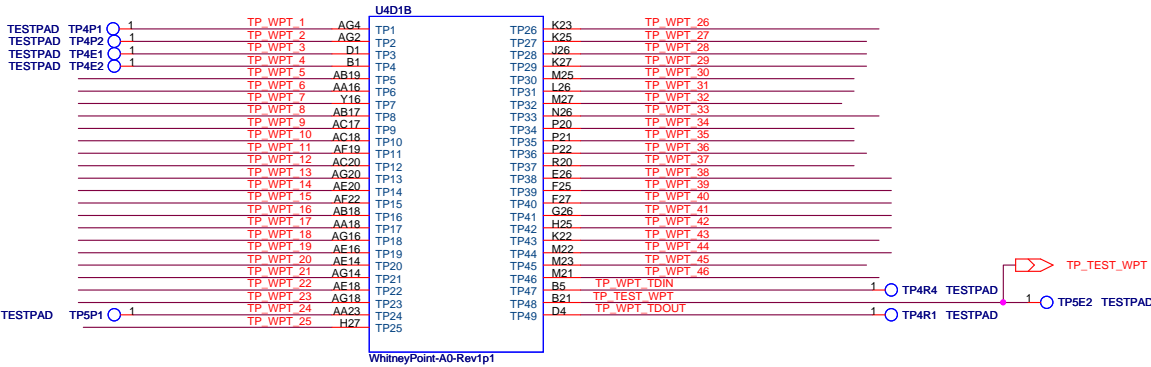 U4D1B
TESTPAD TP4P1 1 TP_WPT_1 AG4 TP1 TP26 K23 TP_WPT_26
TESTPAD TP4P2 1 TP_WPT_2 AG2 TP2 TP27 K25 TP_WPT_27
TESTPAD TP4E1 1 TP_WPT_3 D1 TP3 TP28 J26 TP_WPT_28
TESTPAD TP4E2 1 TP_WPT_4 B1 TP4 TP29 K27 TP_WPT_29
TP_WPT_5 AB19 TP5 TP30 M25 TP_WPT_30
TP_WPT_6 AA16 TP6 TP31 L26 TP_WPT_31
TP_WPT_7 Y16 TP7 TP32 M27 TP_WPT_32
TP_WPT_8 AB17 TP8 TP33 N26 TP_WPT_33
TP_WPT_9 AC17 TP9 TP34 P20 TP_WPT_34
TP_WPT_10 AC18 TP10 TP35 P21 TP_WPT_35
TP_WPT_11 AF19 TP11 TP36 P22 TP_WPT_36
TP_WPT_12 AC20 TP12 TP37 R20 TP_WPT_37
TP_WPT_13 AG20 TP13 TP38 E26 TP_WPT_38
TP_WPT_14 AE20 TP14 TP39 F25 TP_WPT_39
TP_WPT_15 AF22 TP15 TP40 F27 TP_WPT_40
TP_WPT_16 AB18 TP16 TP41 G26 TP_WPT_41
TP_WPT_17 AA18 TP17 TP42 H25 TP_WPT_42
TP_WPT_18 AG16 TP18 TP43 K22 TP_WPT_43
TP_WPT_19 AE16 TP19 TP44 M22 TP_WPT_44
TP_WPT_20 AE14 TP20 TP45 M23 TP_WPT_45
TP_WPT_21 AG14 TP21 TP46 M21 TP_WPT_46
TP_WPT_22 AE18 TP22 TP47 B5 TP_WPT_TDIN 1 TP4R4 TESTPAD
TP_WPT_23 AG18 TP23 TP48 B21 TP_TEST_WPT 1 TP5E2 TESTPAD
TP_TEST_WPT
TESTPAD TP5P1 1 TP_WPT_24 AA23 TP24 TP49 D4 TP_WPT_TDOUT 1 TP4R1 TESTPAD
TP_WPT_25 H27 TP25
WhitneyPoint-A0-Rev1p1